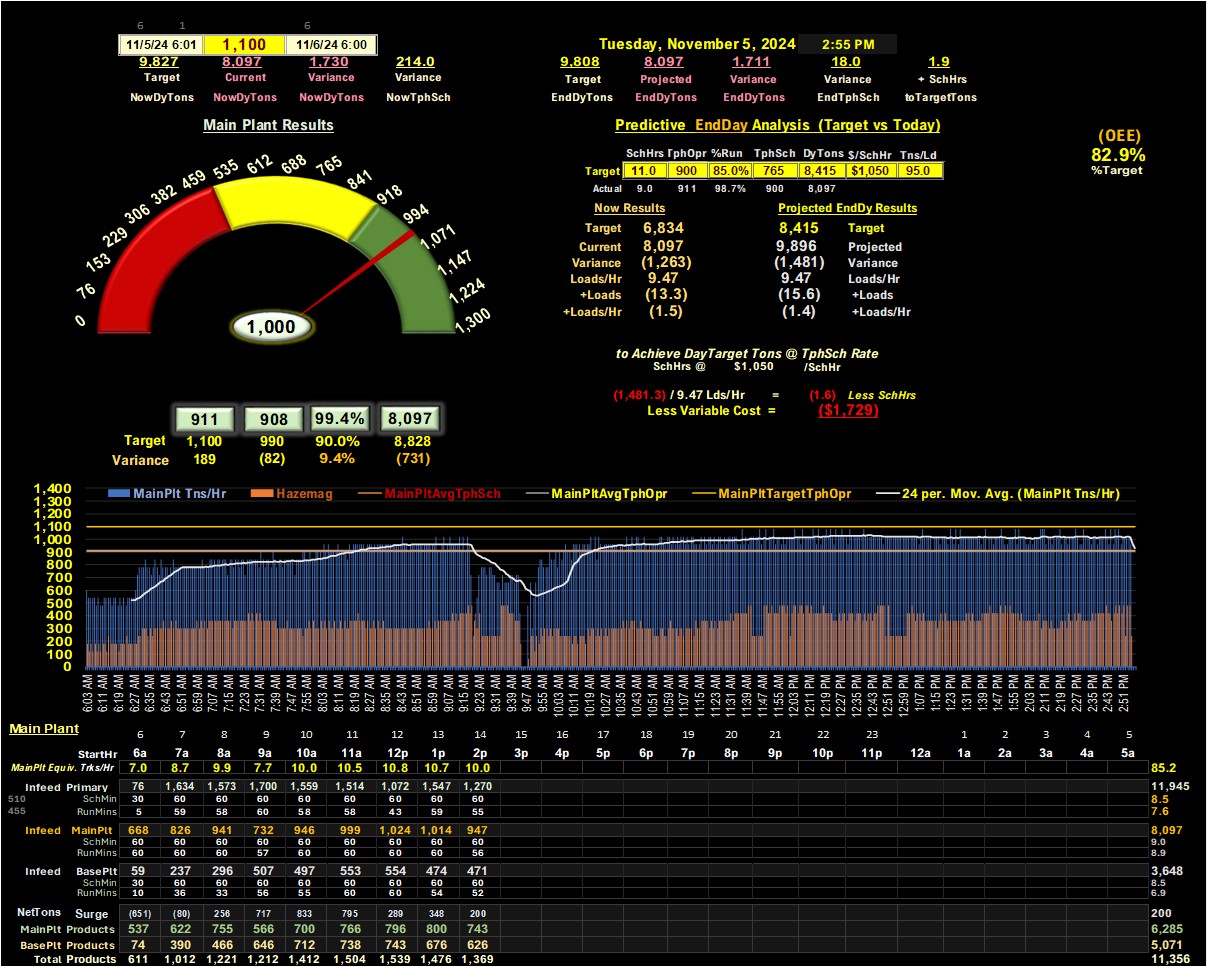 6 1 6
11/5/24 6:01 1,100 11/6/24 6:00
Tuesday, November 5, 2024 2:55 PM
9,827 8,097 1,730 214.0
Target Current Variance Variance
NowDyTons NowDyTons NowDyTons NowTphSch
9,808 8,097 1,711 18.0 1.9
Target Projected Variance Variance + SchHrs
EndDyTons EndDyTons EndDyTons EndTphSch toTargetTons
Main Plant Results
0 76 153 229 306 382 459 535 612 688 765 841 918 994 1,071 1,147 1,224 1,300
1,000
Predictive EndDay Analysis (Target vs Today)
(OEE)
82.9%
%Target
SchHrs TphOpr %Run TphSch DyTons $/SchHr Tns/Ld
Target 11.0 900 85.0% 765 8,415 $1,050 95.0
Actual 9.0 911 98.7% 900 8,097
Now Results Projected EndDy Results
Target 6,834 8,415 Target
Current 8,097 9,896 Projected
Variance (1,263) (1,481) Variance
Loads/Hr 9.47 9.47 Loads/Hr
+Loads (13.3) (15.6) +Loads
+Loads/Hr (1.5) (1.4) +Loads/Hr
to Achieve DayTarget Tons @ TphSch Rate
SchHrs @ $1,050 /SchHr
(1,481.3) / 9.47 Lds/Hr = (1.6) Less SchHrs
Less Variable Cost = ($1,729)
911 908 99.4% 8,097
Target 1,100 990 90.0% 8,828
Variance 189 (82) 9.4% (731)
MainPlt Tns/Hr Hazemag MainPltAvgTphSch MainPltAvgTphOpr MainPltTargetTphOpr 24 per. Mov. Avg. (MainPlt Tns/Hr)
1,400
1,300
1,200
1,100
1,000
900
800
700
600
500
400
300
200
100
0
6:03 AM 6:11 AM 6:19 AM 6:27 AM 6:35 AM 6:43 AM 6:51 AM 6:59 AM 7:07 AM 7:15 AM 7:23 AM 7:31 AM 7:39 AM 7:47 AM 7:55 AM 8:03 AM 8:11 AM 8:19 AM 8:27 AM 8:35 AM 8:43 AM 8:51 AM 8:59 AM 9:07 AM 9:15 AM 9:23 AM 9:31 AM 9:39 AM 9:47 AM 9:55 AM 10:03 AM 10:11 AM 10:19 AM 10:27 AM 10:35 AM 10:43 AM 10:51 AM 10:59 AM 11:07 AM 11:15 AM 11:23 AM 11:31 AM 11:39 AM 11:47 AM 11:55 AM 12:03 PM 12:11 PM 12:19 PM 12:27 PM 12:35 PM 12:43 PM 12:51 PM 12:59 PM 1:07 PM 1:15 PM 1:23 PM 1:31 PM 1:39 PM 1:47 PM 1:55 PM 2:03 PM 2:11 PM 2:19 PM 2:27 PM 2:35 PM 2:43 PM 2:51 PM
Main Plant
6 7 8 9 10 11 12 13 14 15 16 17 18 19 20 21 22 23 1 2 3 4 5
StartHr 6a 7a 8a 9a 10a 11a 12p 1p 2p 3p 4p 5p 6p 7p 8p 9p 10p 11p 12a 1a 2a 3a 4a 5a
MainPlt Equiv. Trks/Hr 7.0 8.7 9.9 7.7 10.0 10.5 10.8 10.7 10.0 85.2
Infeed Primary 76 1,634 1,573 1,700 1,559 1,514 1,072 1,547 1,270 11,945
510 SchMin 30 60 60 60 60 60 60 60 60 8.5
455 RunMins 5 59 58 60 58 58 43 59 55 7.6
Infeed MainPlt 668 826 941 732 946 999 1,024 1,014 947 8,097
SchMin 60 60 60 60 60 60 60 60 60 9.0
RunMins 60 60 60 57 60 60 60 60 56 8.9
Infeed BasePlt 59 237 296 507 497 553 554 474 471 3,648
SchMin 30 60 60 60 60 60 60 60 60 8.5
RunMins 10 36 33 56 55 60 60 54 52 6.9
NetTons Surge (651) (80) 256 717 833 795 289 348 200 200
MainPlt Products 537 622 755 566 700 766 796 800 743 6,285
BasePlt Products 74 390 466 646 712 738 743 676 626 5,071
Total Products 611 1,012 1,221 1,212 1,412 1,504 1,539 1,476 1,369 11,356